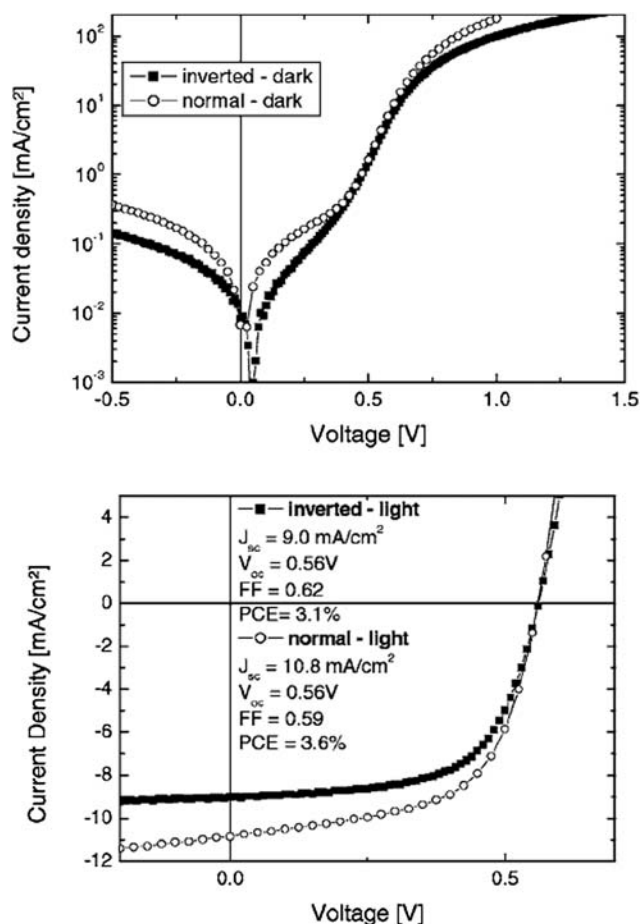 10²
10¹
10⁰
10⁻¹
10⁻²
10⁻³
Current density [mA/cm²]
inverted - dark
normal - dark
-0.5 0.0 0.5 1.0 1.5
Voltage [V]
4
2
0
-2
-4
-6
-8
-10
-12
Current Density [mA/cm²]
inverted - light
J_sc = 9.0 mA/cm²
V_oc = 0.56V
FF = 0.62
PCE= 3.1%
normal - light
J_sc = 10.8 mA/cm²
V_oc = 0.56V
FF = 0.59
PCE = 3.6%
0.0 0.5
Voltage [V]